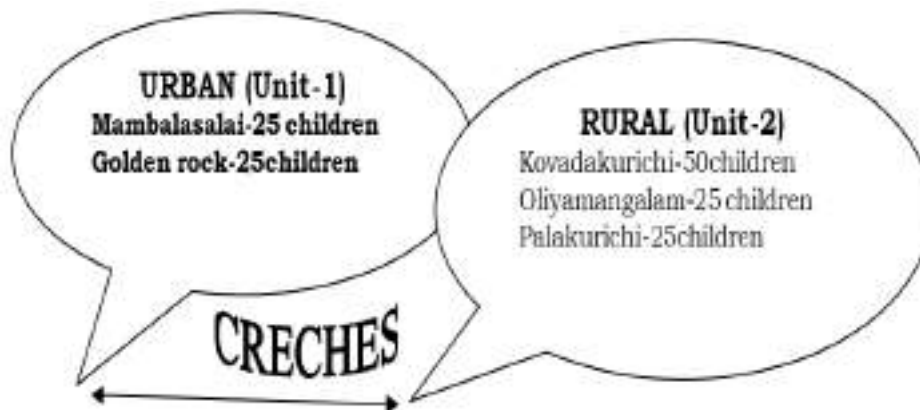 URBAN (Unit-1)
Mambalasalai-25 children
Golden rock-25children
RURAL (Unit-2)
Kovadakurichi-50children
Oliyamangalam-25 children
Palakurichi-25children
CRECHES